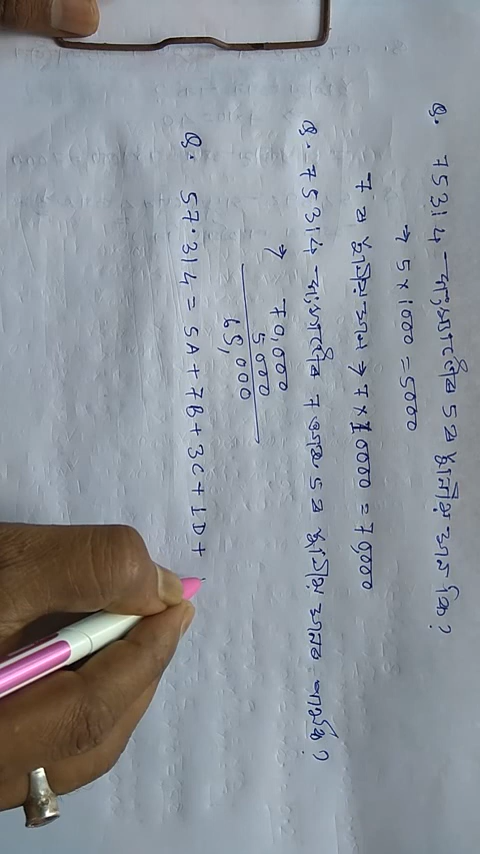 Q. 75314 সংখ্যাটির 5 এর স্থানীয় মান কি?
→ 5 × 1000 = 5000
7 এর স্থানীয় মান → 7 × 10000 = 70000
Q. 75314 সংখ্যাটির 7 এবং 5 এর স্থানীয় মানের পার্থক্য?
→ 70,000
5000
65,000
Q. 57.314 = 5A + 7B + 3C + 1D +